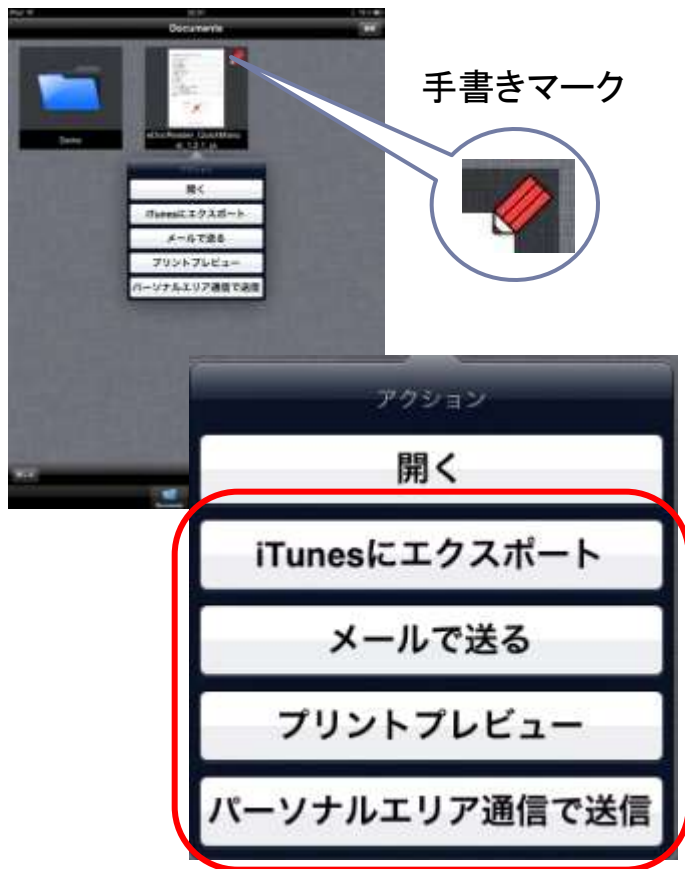 Documents
手書きマーク
Demo
開く
iTunesにエクスポート
メールで送る
プリントプレビュー
パーソナルエリア通信で送信
アクション
開く
iTunesにエクスポート
メールで送る
プリントプレビュー
パーソナルエリア通信で送信